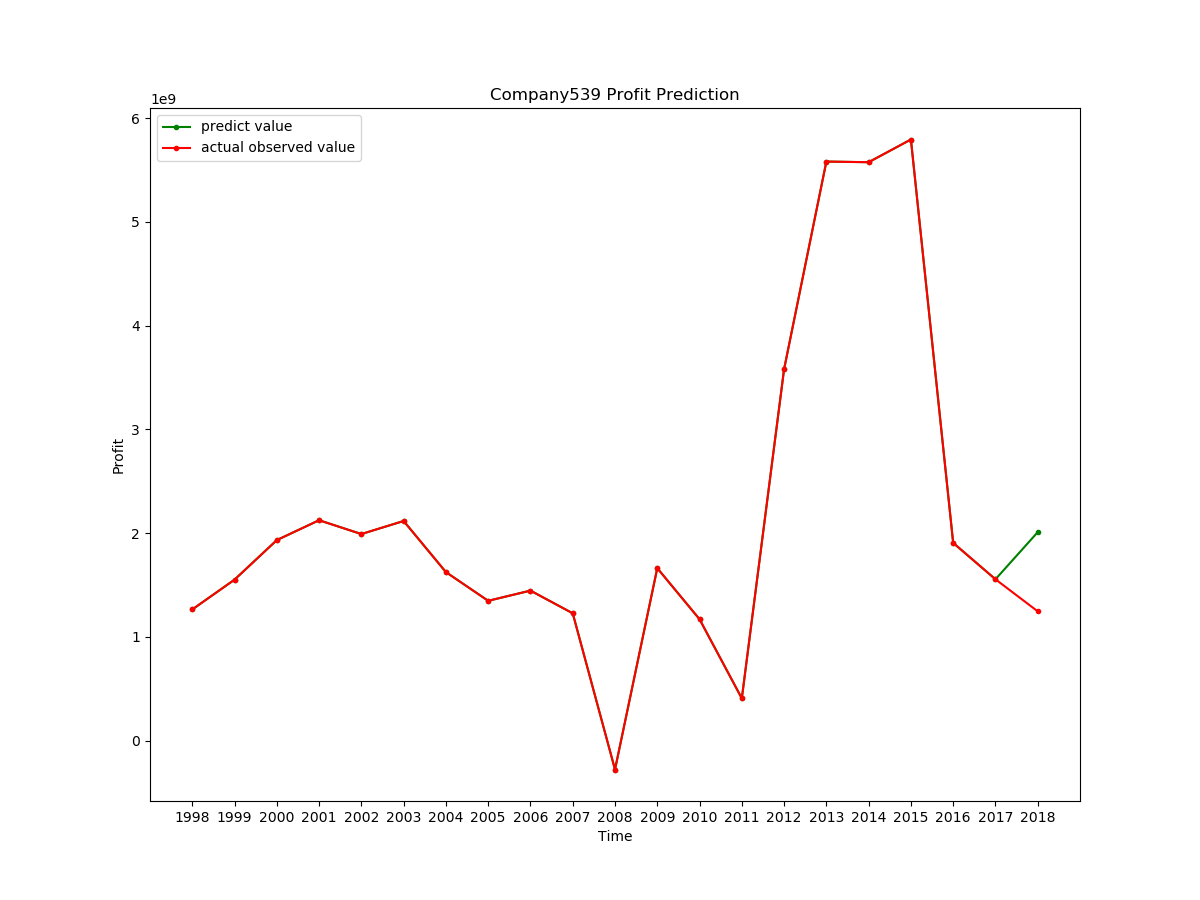 Company539 Profit Prediction
1e9
predict value
actual observed value
6
5
4
3
2
1
0
Profit
1998 1999 2000 2001 2002 2003 2004 2005 2006 2007 2008 2009 2010 2011 2012 2013 2014 2015 2016 2017 2018
Time